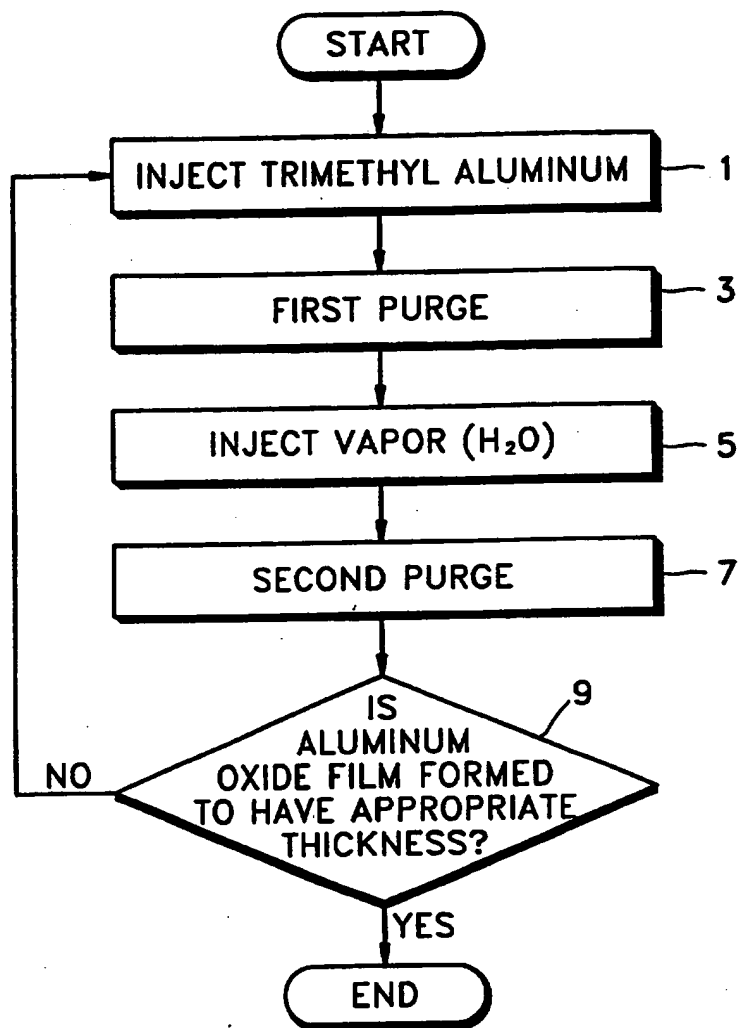 START
INJECT TRIMETHYL ALUMINUM
1
FIRST PURGE
3
INJECT VAPOR (H₂O)
5
SECOND PURGE
7
IS
ALUMINUM
OXIDE FILM FORMED
TO HAVE APPROPRIATE
THICKNESS?
9
NO
YES
END